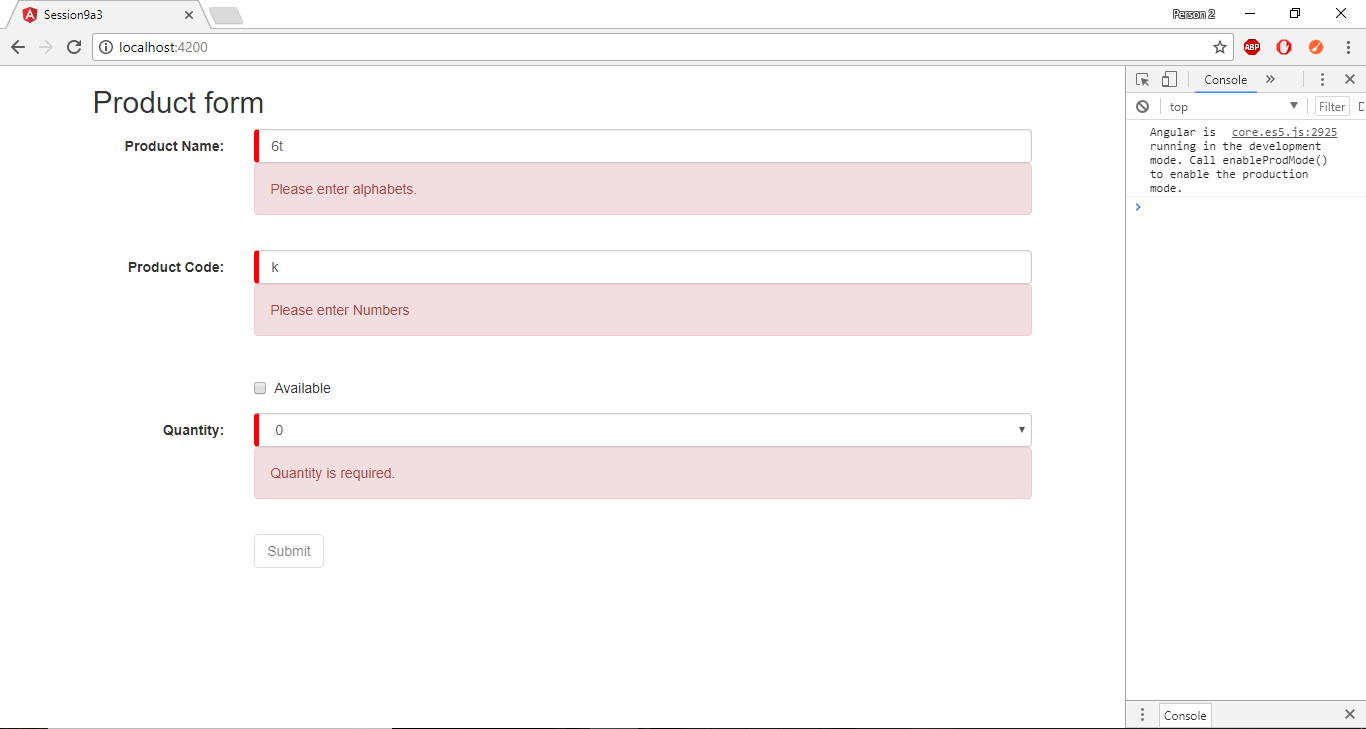 Session9a3
Person 2
localhost:4200
ABP
Product form
Product Name:
6t
Please enter alphabets.
Product Code:
k
Please enter Numbers
Available
Quantity:
0
Quantity is required.
Submit
Console
top
Filter
Angular is core.es5.js:2925
running in the development
mode. Call enableProdMode()
to enable the production
mode.
Console